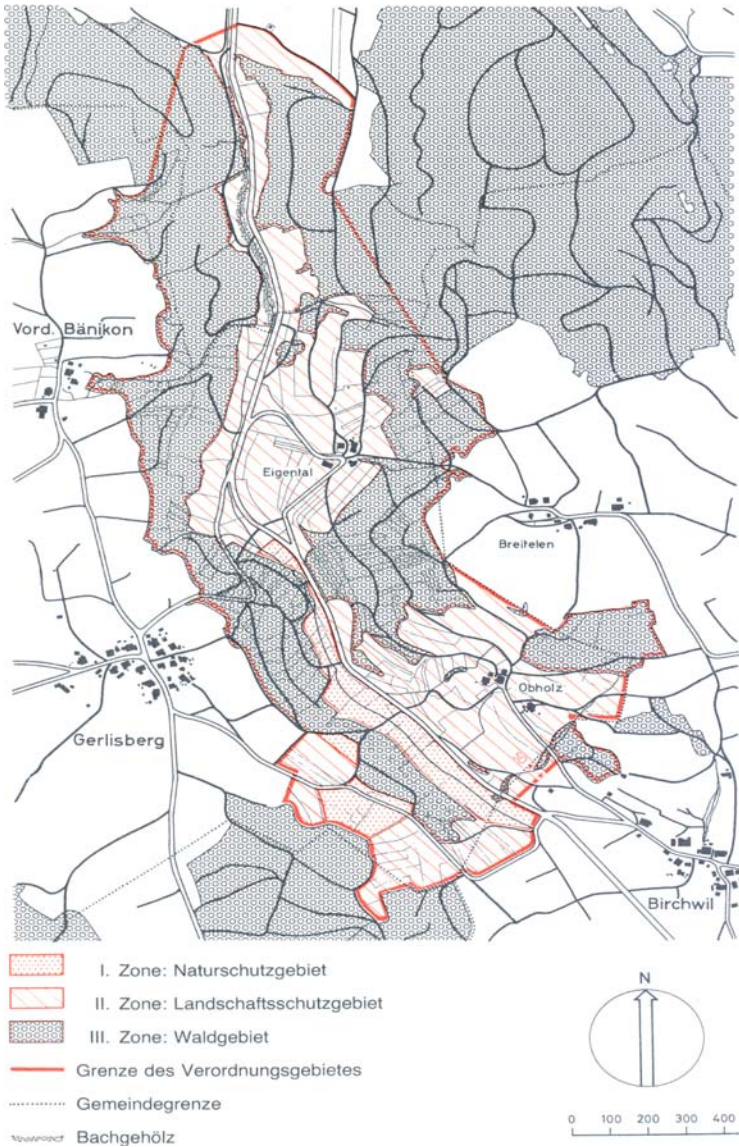 Vord. Bänikon
Eigental
Breitelen
Obholz
Gerlisberg
Birchwil
I. Zone: Naturschutzgebiet
II. Zone: Landschaftsschutzgebiet
III. Zone: Waldgebiet
Grenze des Verordnungsgebietes
Gemeindegrenze
Bachgehölz
N
0 100 200 300 400